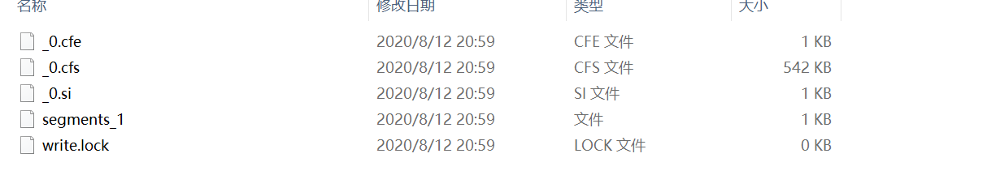 名称 修改日期 类型 大小
_0.cfe 2020/8/12 20:59 CFE 文件 1 KB
_0.cfs 2020/8/12 20:59 CFS 文件 542 KB
_0.si 2020/8/12 20:59 SI 文件 1 KB
segments_1 2020/8/12 20:59 文件 1 KB
write.lock 2020/8/12 20:59 LOCK 文件 0 KB